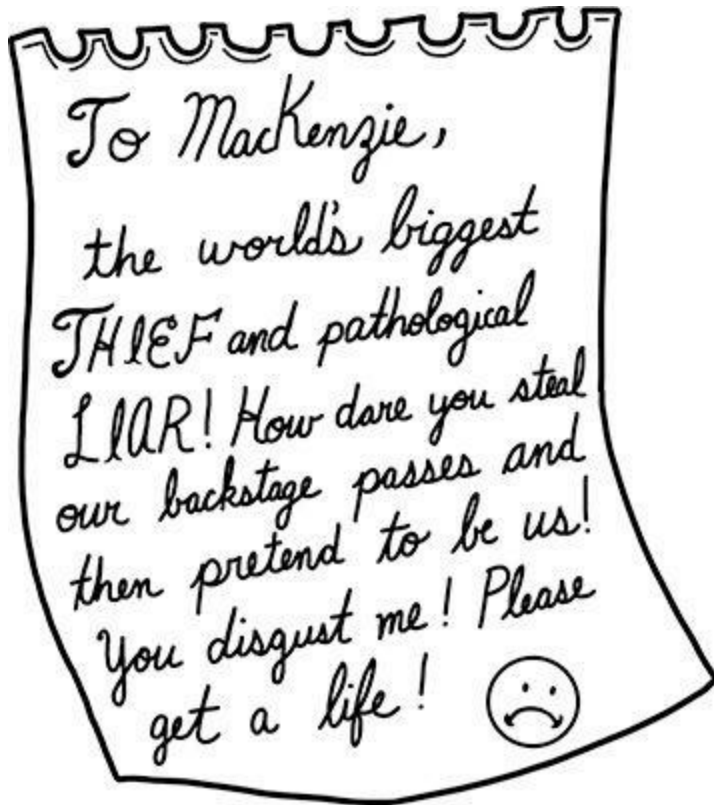 To MacKenzie,
the world's biggest
THIEF and pathological
LIAR! How dare you steal
our backstage passes and
then pretend to be us!
You disgust me! Please
get a life!